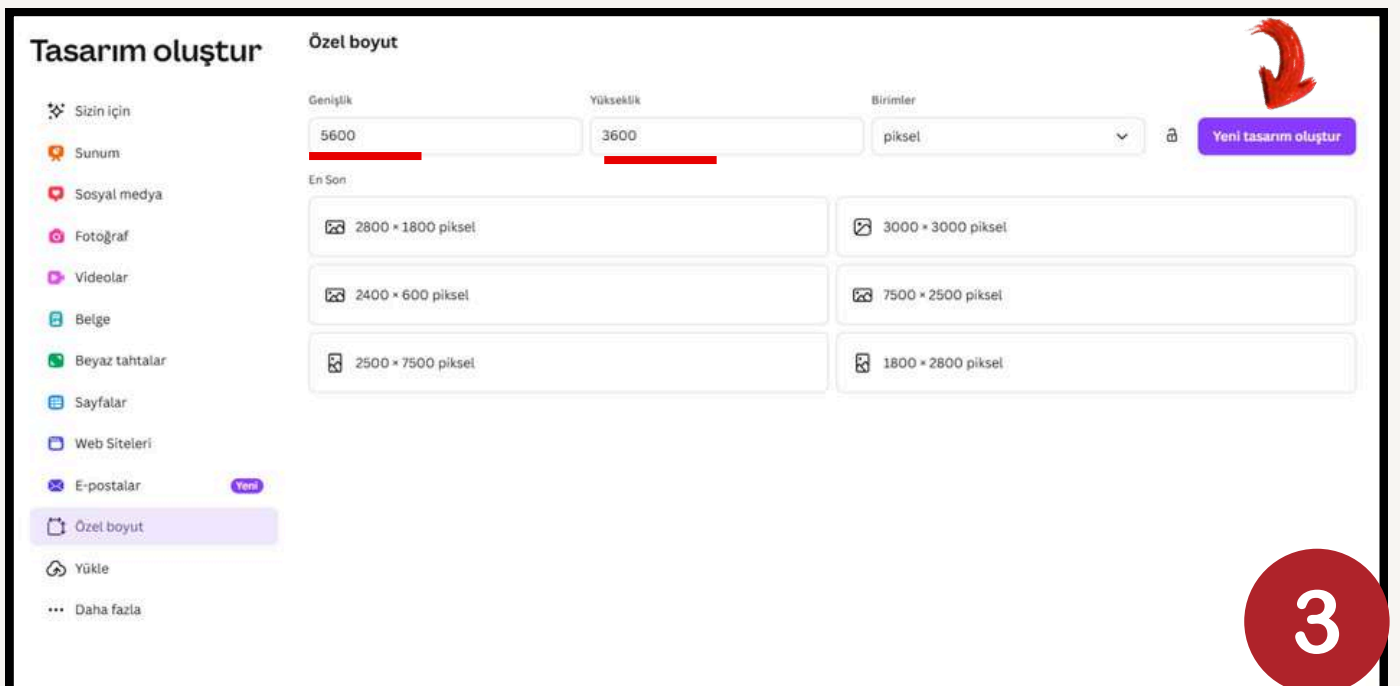 Tasarım oluştur
Sizin için
Sunum
Sosyal medya
Fotoğraf
Videolar
Belge
Beyaz tahtalar
Sayfalar
Web Siteleri
E-postalar Yeni
Özel boyut
Yükle
Daha fazla
Özel boyut
Genişlik Yükseklik Birimler
5600 3600 piksel Yeni tasarım oluştur
En Son
2800 × 1800 piksel 3000 × 3000 piksel
2400 × 600 piksel 7500 × 2500 piksel
2500 × 7500 piksel 1800 × 2800 piksel
3